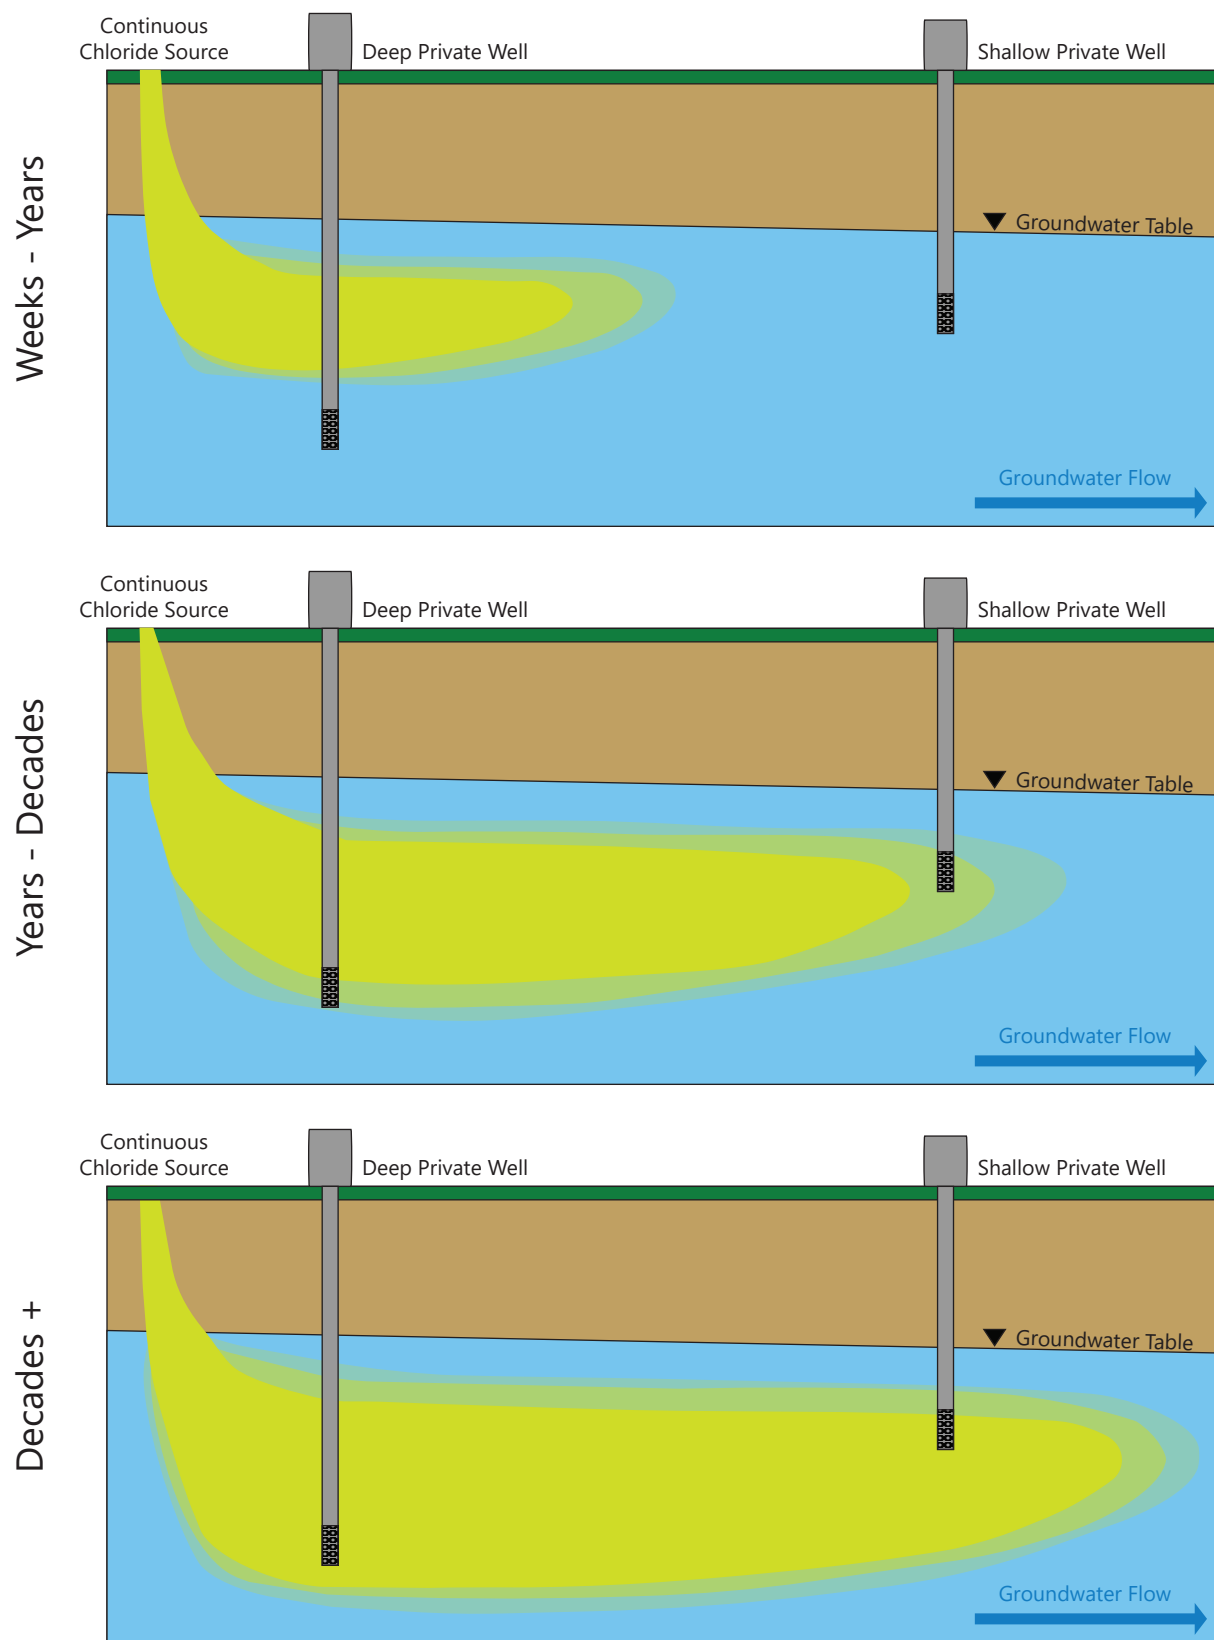 Continuous
Chloride Source
Deep Private Well
Shallow Private Well
Weeks - Years
Groundwater Table
Groundwater Flow
Continuous
Chloride Source
Deep Private Well
Shallow Private Well
Years - Decades
Groundwater Table
Groundwater Flow
Continuous
Chloride Source
Deep Private Well
Shallow Private Well
Decades +
Groundwater Table
Groundwater Flow